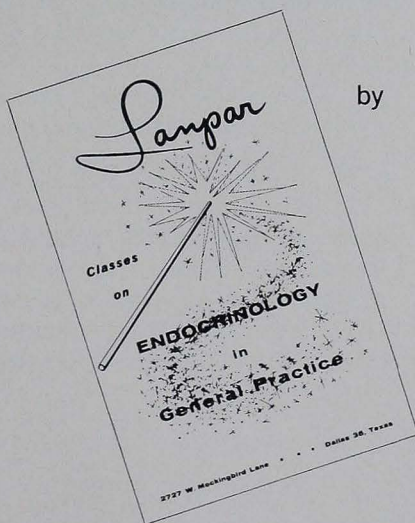 Lanpar
by
Classes
on
ENDOCRINOLOGY
in
General Practice
2727 W. Mockingbird Lane • • • Dallas 35, Texas